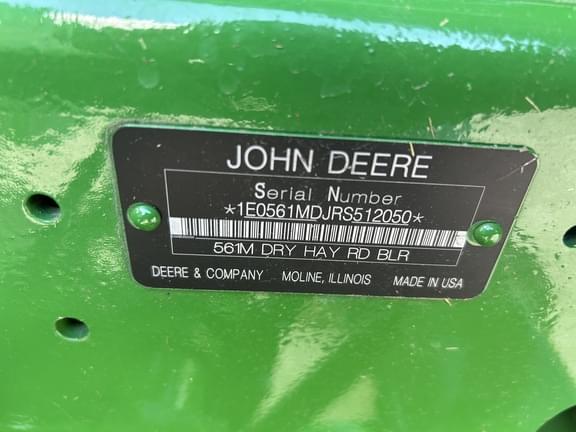 JOHN DEERE
Serial Number
*1E0561MDJRS512050*
561M DRY HAY RD BLR
DEERE & COMPANY MOLINE, ILLINOIS MADE IN USA